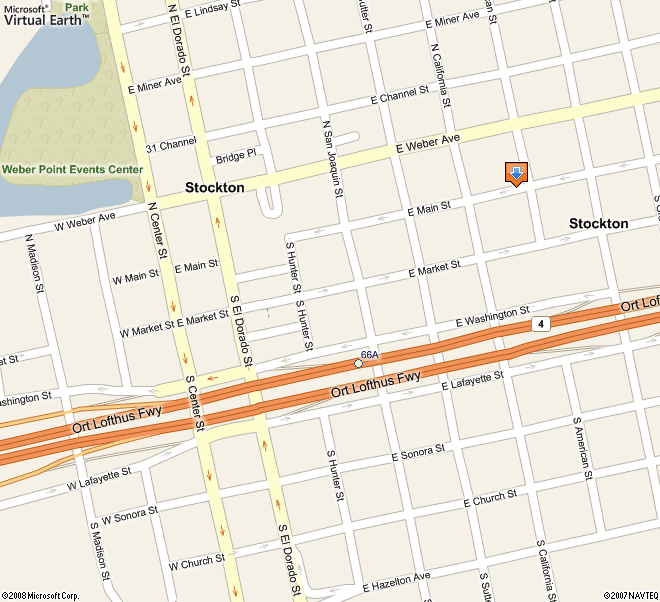 Microsoft®
Virtual Earth™
Park
E Lindsay St
N El Dorado St
E Miner Ave
N California St
E Miner Ave
E Channel St
31 Channel
Bridge Pl
N San Joaquin St
E Weber Ave
Weber Point Events Center
Stockton
N Center St
W Weber Ave
E Main St
Stockton
N Madison St
W Main St
E Main St
S Hunter St
E Market St
S El Dorado St
S Hunter St
W Market St
E Market St
E Washington St
4
Ort Lof
66A
Ort Lofthus Fwy
E Lafayette St
S Center St
Ort Lofthus Fwy
S American St
S Hunter St
E Sonora St
W Lafayette St
E Church St
W Sonora St
S Madison St
S El Dorado St
S California St
W Church St
E Hazelton Ave
S Sutt
©2008 Microsoft Corp.
©2007 NAVTEQ